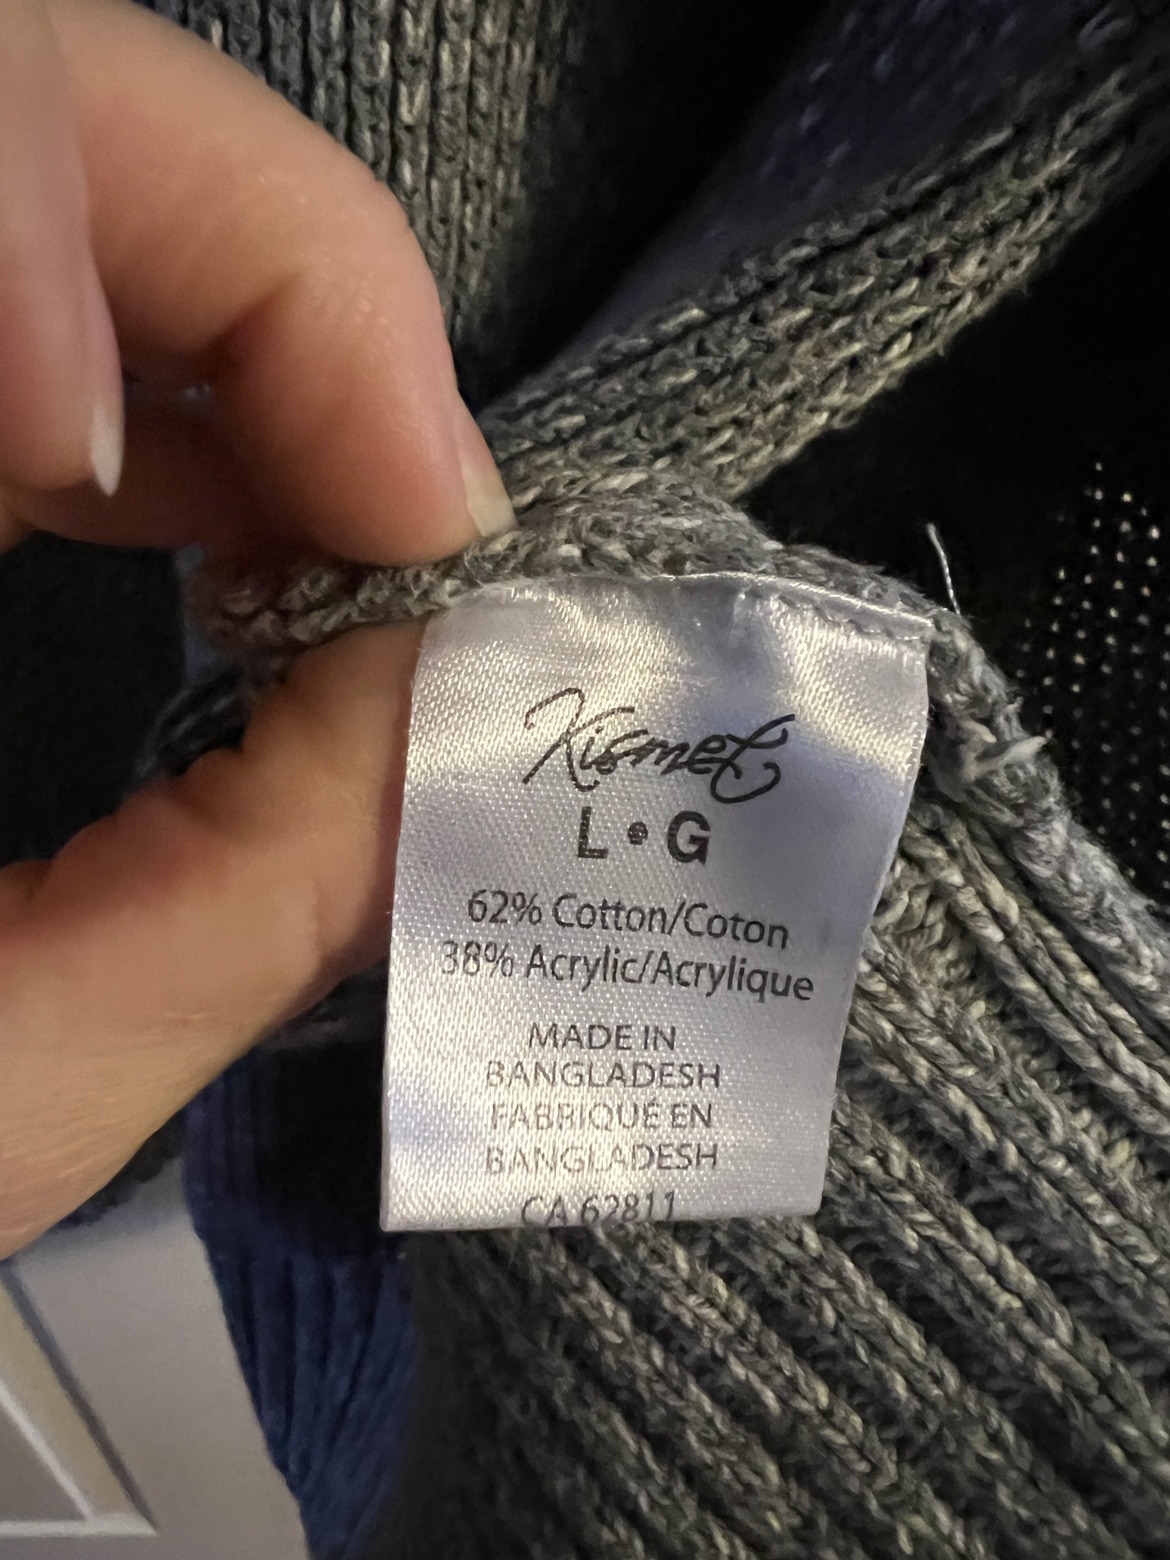 Kismet
L • G
62% Cotton/Coton
38% Acrylic/Acrylique
MADE IN
BANGLADESH
FABRIQUÉ EN
BANGLADESH
CA 62811